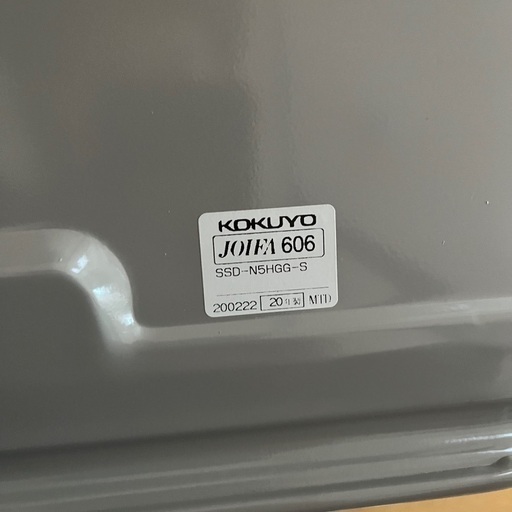 KOKUYO
JOIFA 606
SSD-N5HGG-S
200222 20年製 MTD